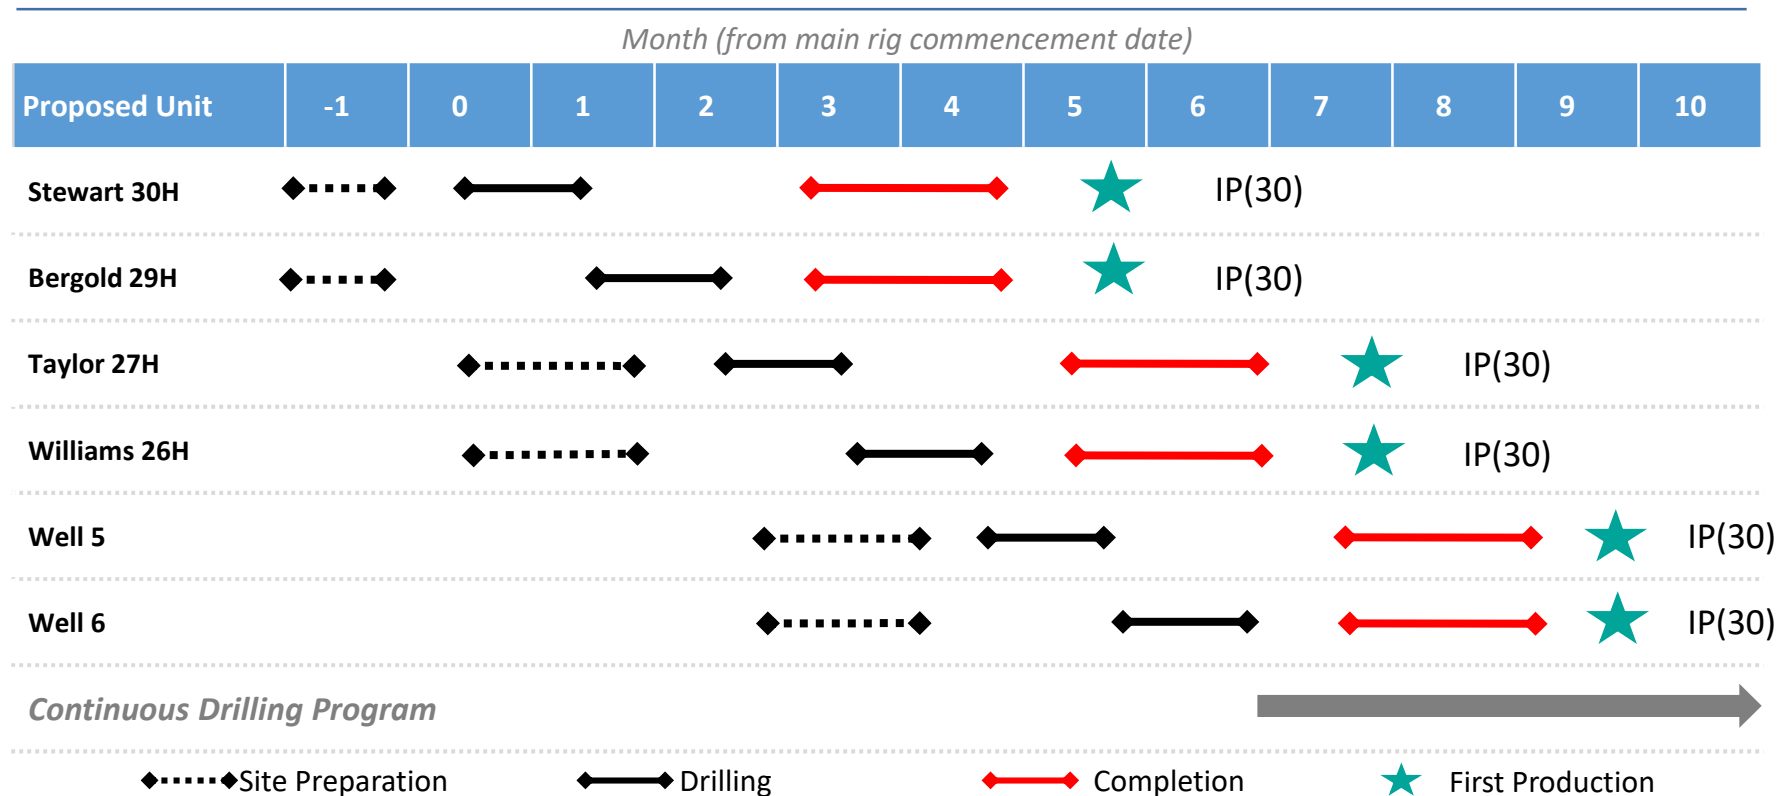 Month (from main rig commencement date)
Proposed Unit -1 0 1 2 3 4 5 6 7 8 9 10
Stewart 30H IP(30)
Bergold 29H IP(30)
Taylor 27H IP(30)
Williams 26H IP(30)
Well 5 IP(30)
Well 6 IP(30)
Continuous Drilling Program
Site Preparation Drilling Completion First Production